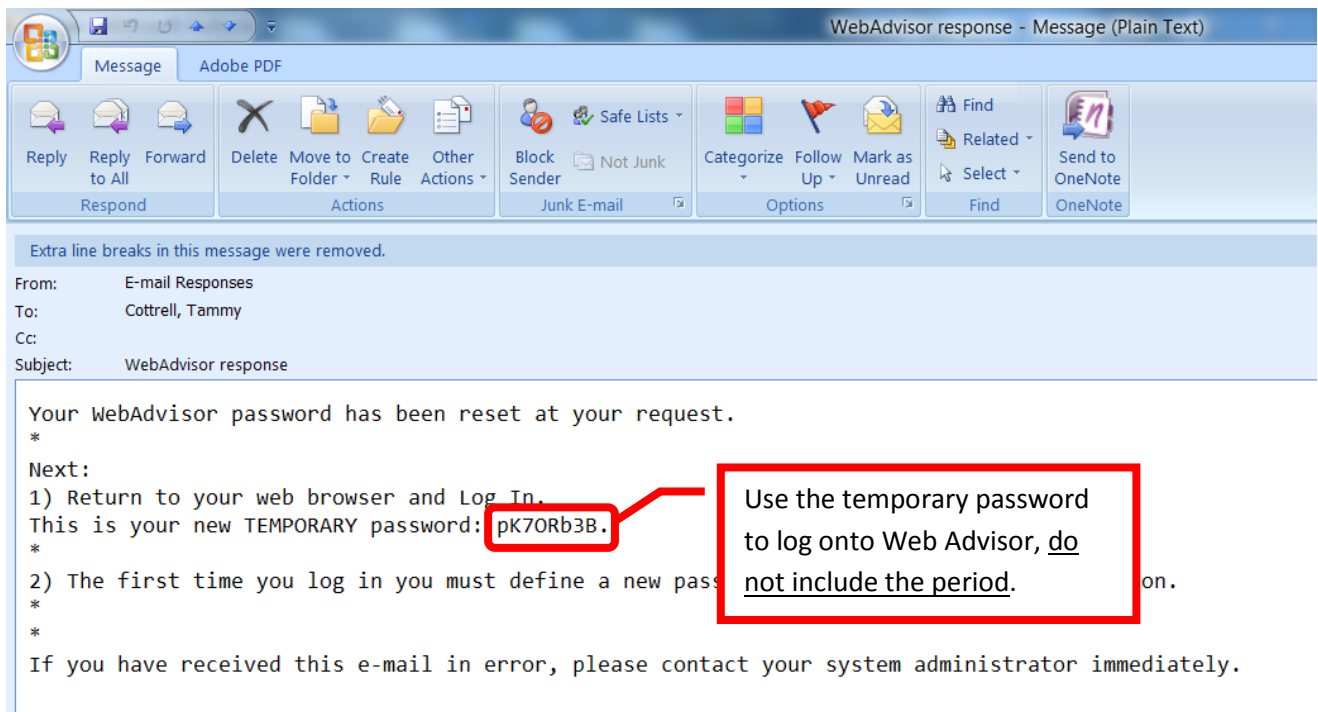 WebAdvisor response - Message (Plain Text)
Message Adobe PDF
Reply Reply to All Forward Delete Move to Folder Create Rule Other Actions Block Sender Safe Lists Not Junk Categorize Follow Up Mark as Unread Find Related Select Send to OneNote
Respond Actions Junk E-mail Options Find OneNote
Extra line breaks in this message were removed.
From: E-mail Responses
To: Cottrell, Tammy
Cc:
Subject: WebAdvisor response
Your WebAdvisor password has been reset at your request.
*
Next:
1) Return to your web browser and Log In.
This is your new TEMPORARY password: pK7ORb3B.
*
2) The first time you log in you must define a new pas on.
*
*
If you have received this e-mail in error, please contact your system administrator immediately.
Use the temporary password
to log onto Web Advisor, do
not include the period.